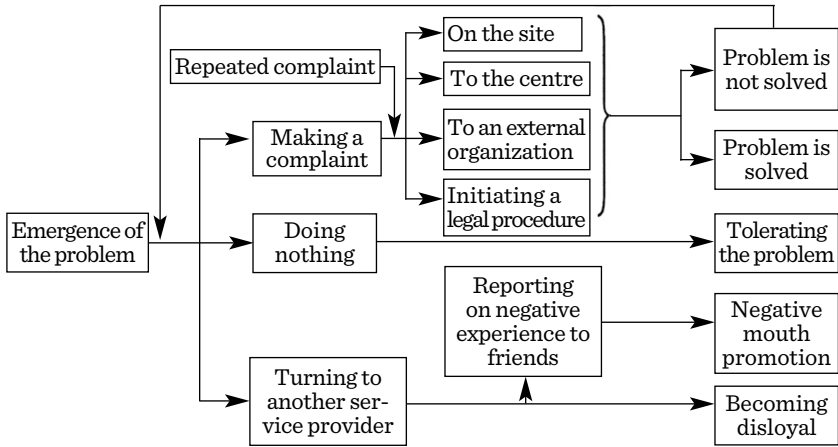 On the site
Problem is
not solved
Repeated complaint
To the centre
Making a
complaint
To an external
organization
Problem is
solved
Initiating a
legal procedure
Emergence of
the problem
Doing
nothing
Tolerating
the problem
Reporting
on negative
experience to
friends
Negative
mouth
promotion
Turning to
another ser-
vice provider
Becoming
disloyal